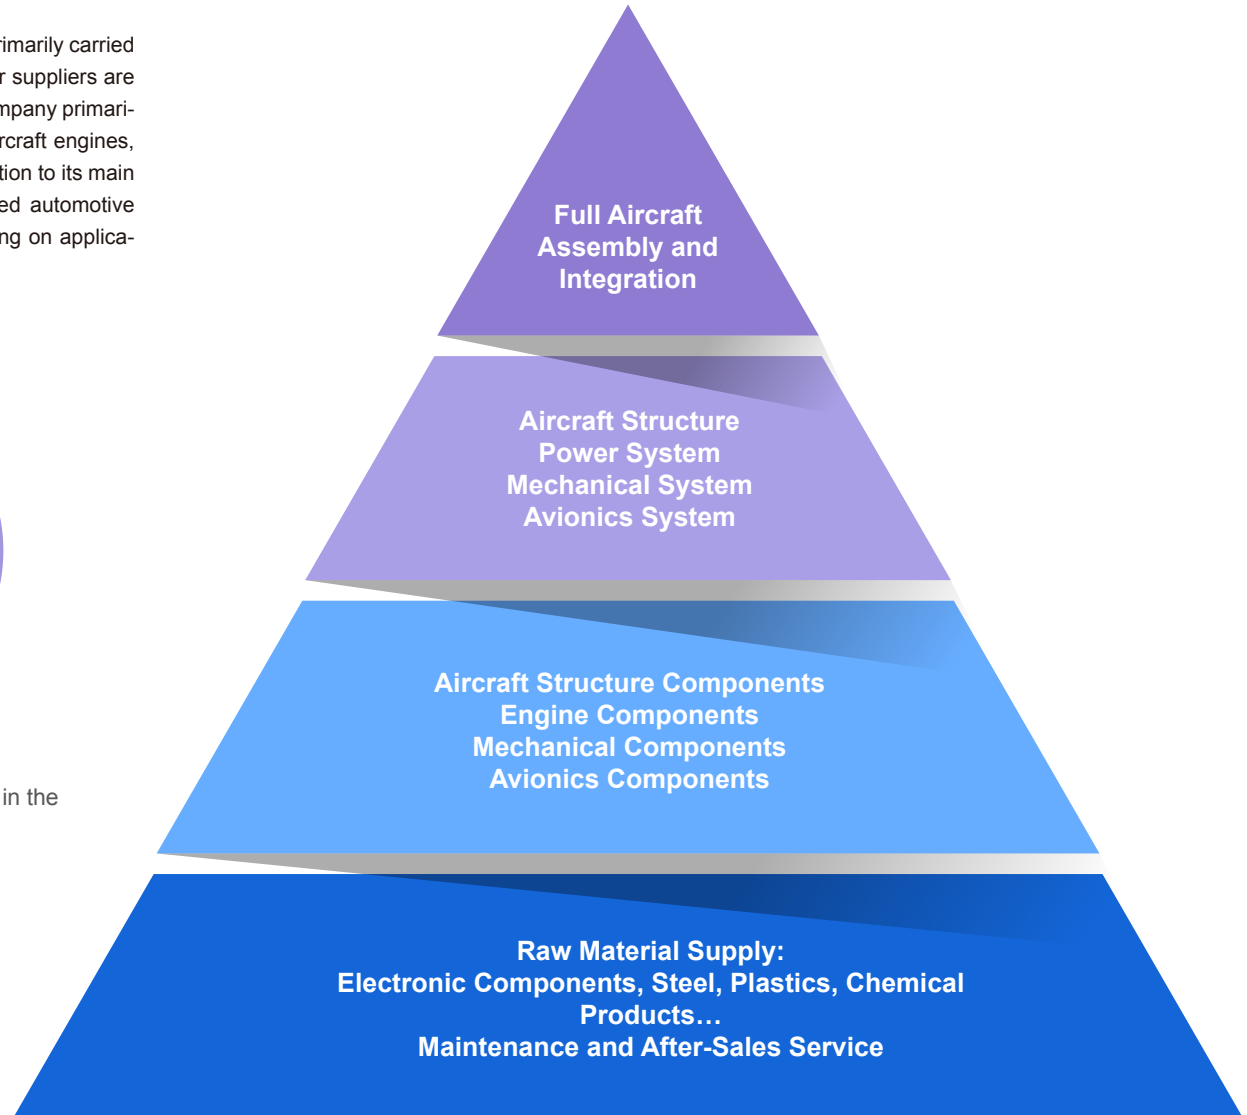 rimarily carried
r suppliers are
mpany primari-
rcraft engines,
tion to its main
ed automotive
ng on applica-
in the
Full Aircraft
Assembly and
Integration
Aircraft Structure
Power System
Mechanical System
Avionics System
Aircraft Structure Components
Engine Components
Mechanical Components
Avionics Components
Raw Material Supply:
Electronic Components, Steel, Plastics, Chemical
Products…
Maintenance and After-Sales Service